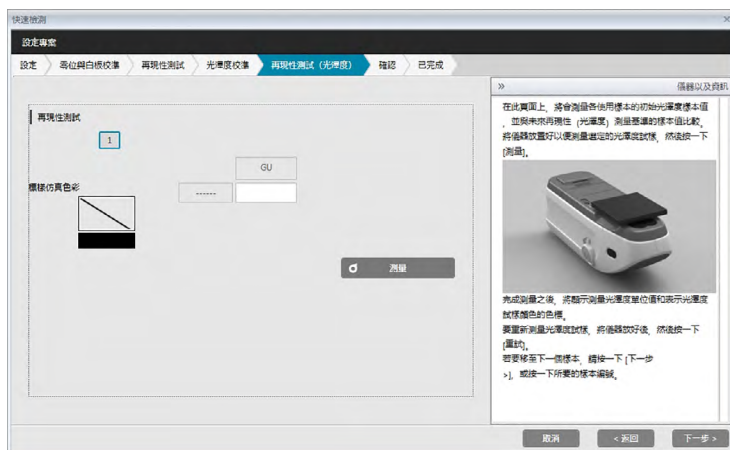 快速檢測
設定專案
設定 零位與白板校準 再現性測試 光澤度校準 再現性測試 (光澤度) 確認 已完成
再現性測試
1
GU
標樣仿真色彩
------
測量
» 儀器以及資訊
在此頁面上，將會測量各使用樣本的初始光澤度樣本值
，並與未來再現性 (光澤度) 測量基準的樣本值比較。
將儀器放置好以便測量選定的光澤度試樣，然後按一下
[測量]。
完成測量之後，將顯示測量光澤度單位值和表示光澤度
試樣顏色的色標。
要重新測量光澤度試樣，將儀器放好後，然後按一下
[重試]。
若要移至下一個樣本，請按一下 [下一步
>]，或按一下所要的樣本編號。
取消 < 返回 下一步 >